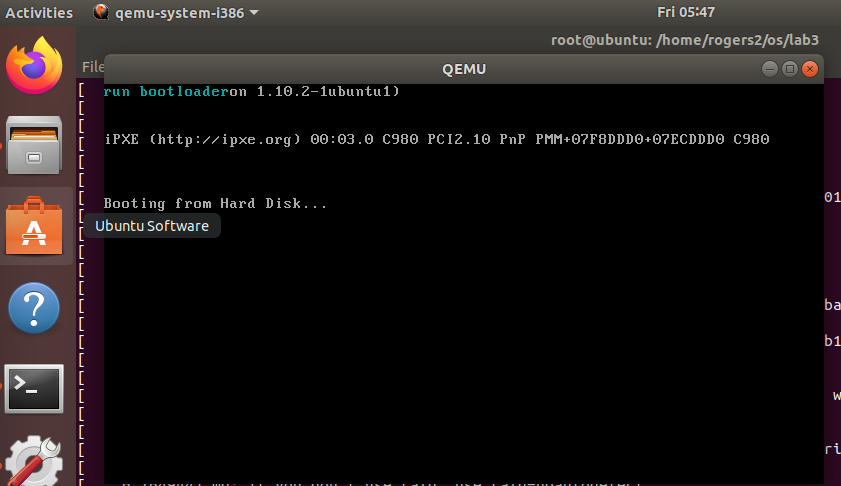 Activities qemu-system-i386 Fri 05:47
root@ubuntu: /home/rogers2/os/lab3
File
QEMU
run bootloaderon 1.10.2-1ubuntu1)
iPXE (http://ipxe.org) 00:03.0 C980 PCI2.10 PnP PMM+07F8DDD0+07ECDDD0 C980
Booting from Hard Disk...
Ubuntu Software
01
ba
b1
w
ri